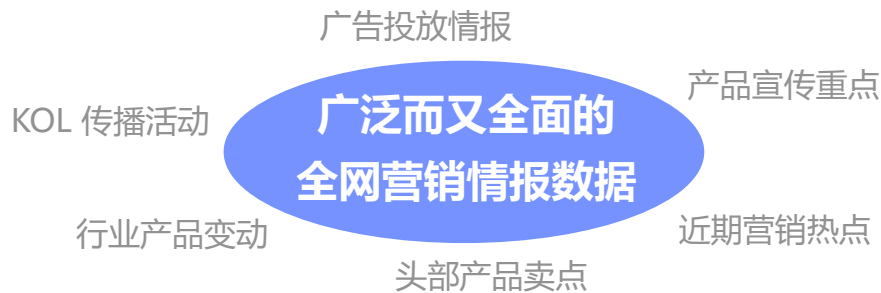 广告投放情报
产品宣传重点
KOL 传播活动
广泛而又全面的
全网营销情报数据
行业产品变动
近期营销热点
头部产品卖点